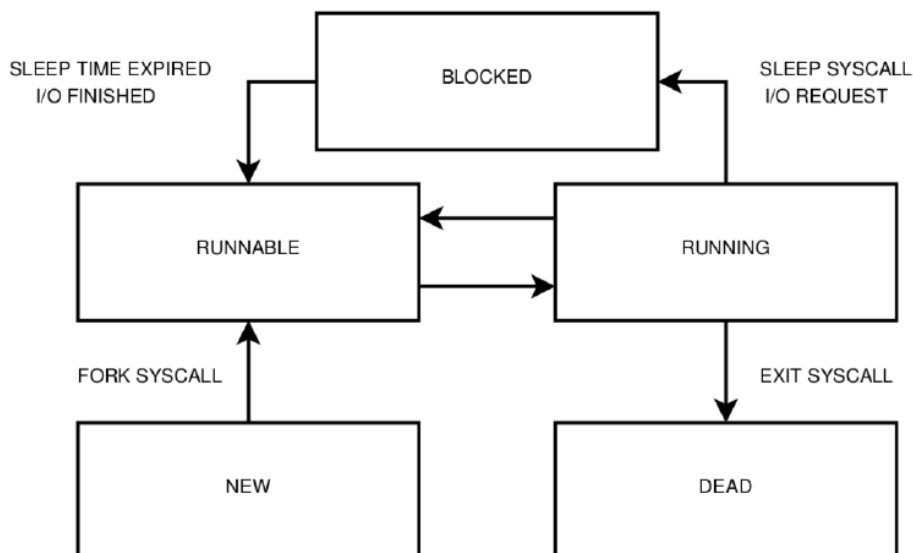 BLOCKED
SLEEP TIME EXPIRED
I/O FINISHED
SLEEP SYSCALL
I/O REQUEST
RUNNABLE
RUNNING
FORK SYSCALL
EXIT SYSCALL
NEW
DEAD